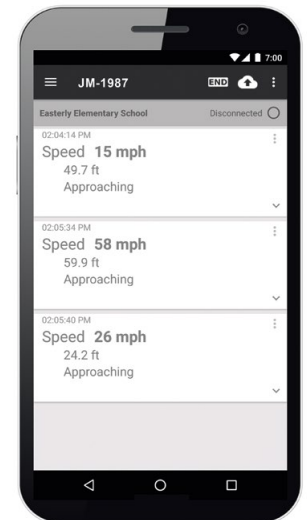 7:00
JM-1987 END
Easterly Elementary School Disconnected
02:04:14 PM
Speed 15 mph
49.7 ft
Approaching
02:05:34 PM
Speed 58 mph
59.9 ft
Approaching
02:05:40 PM
Speed 26 mph
24.2 ft
Approaching